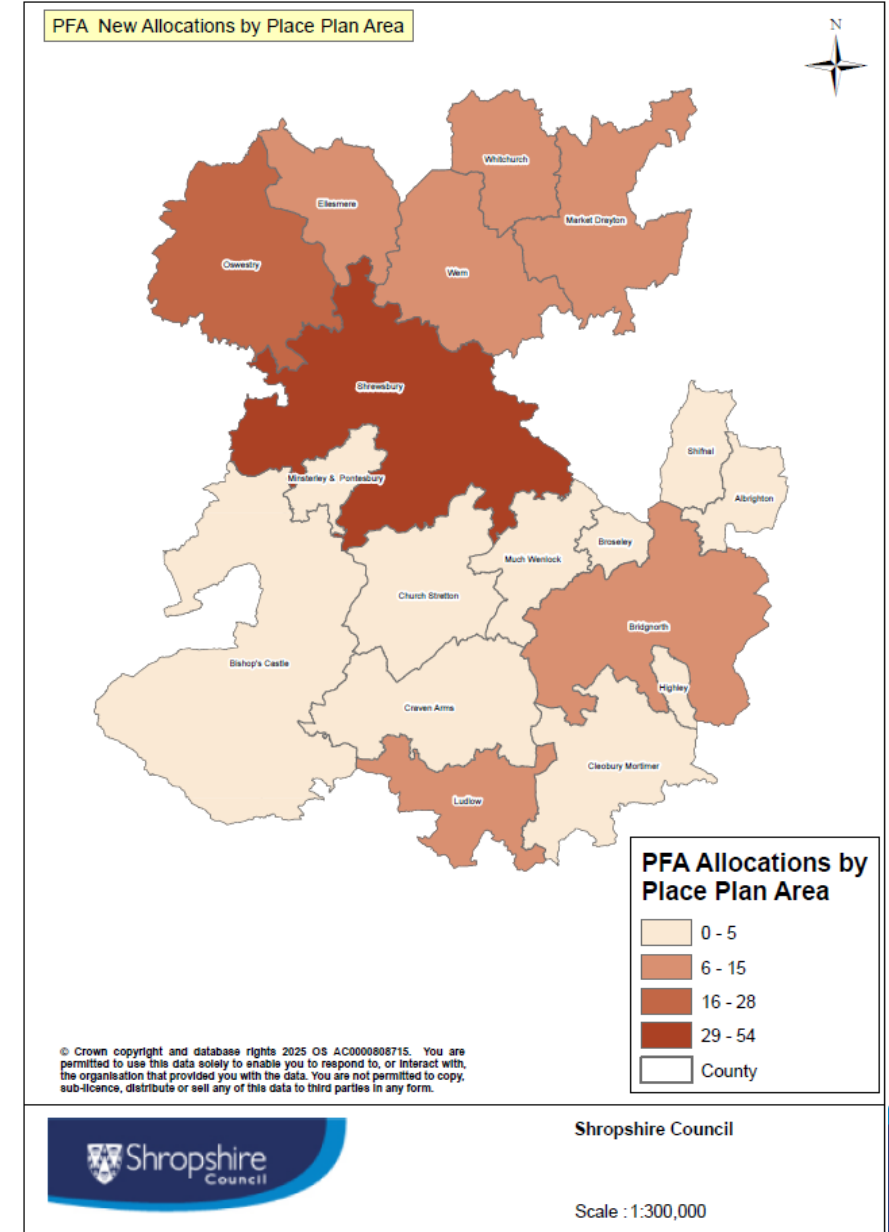 PFA New Allocations by Place Plan Area
N
Whitchurch
Ellesmere
Market Drayton
Oswestry
Wem
Shrewsbury
Shifnal
Minsterley & Pontesbury
Albrighton
Broseley
Much Wenlock
Church Stretton
Bridgnorth
Bishop's Castle
Highley
Craven Arms
Cleobury Mortimer
Ludlow
PFA Allocations by
Place Plan Area
0 - 5
6 - 15
16 - 28
29 - 54
County
© Crown copyright and database rights 2025 OS AC0000808715. You are
permitted to use this data solely to enable you to respond to, or interact with,
the organisation that provided you with the data. You are not permitted to copy,
sub-licence, distribute or sell any of this data to third parties in any form.
Shropshire
Council
Shropshire Council
Scale : 1:300,000